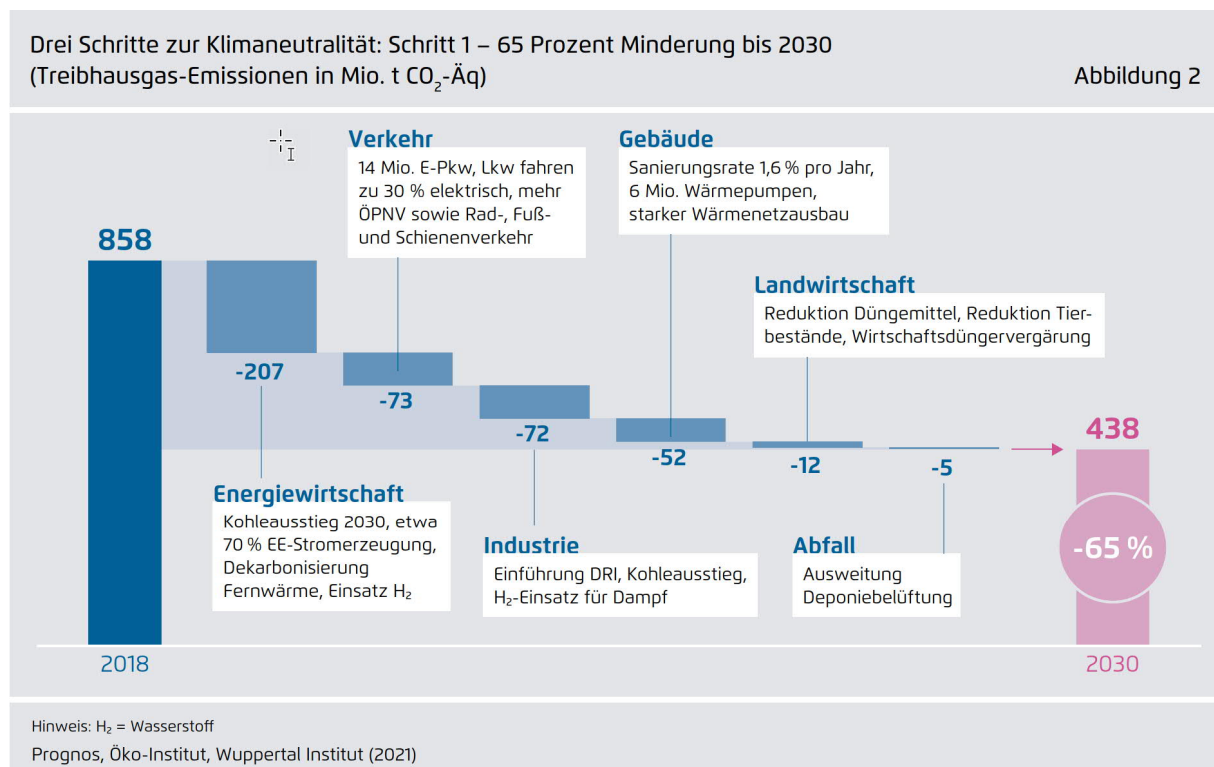 Drei Schritte zur Klimaneutralität: Schritt 1 – 65 Prozent Minderung bis 2030
(Treibhausgas-Emissionen in Mio. t CO₂-Äq)
Abbildung 2
Verkehr
14 Mio. E-Pkw, Lkw fahren
zu 30 % elektrisch, mehr
ÖPNV sowie Rad-, Fuß-
und Schienenverkehr
Gebäude
Sanierungsrate 1,6 % pro Jahr,
6 Mio. Wärmepumpen,
starker Wärmenetzausbau
858
Landwirtschaft
Reduktion Düngemittel, Reduktion Tier-
bestände, Wirtschaftsdüngervergärung
-207
-73
-72
-52
-12
-5
438
Energiewirtschaft
Kohleausstieg 2030, etwa
70 % EE-Stromerzeugung,
Dekarbonisierung
Fernwärme, Einsatz H₂
Industrie
Einführung DRI, Kohleausstieg,
H₂-Einsatz für Dampf
Abfall
Ausweitung
Deponiebelüftung
-65 %
2018
2030
Hinweis: H₂ = Wasserstoff
Prognos, Öko-Institut, Wuppertal Institut (2021)